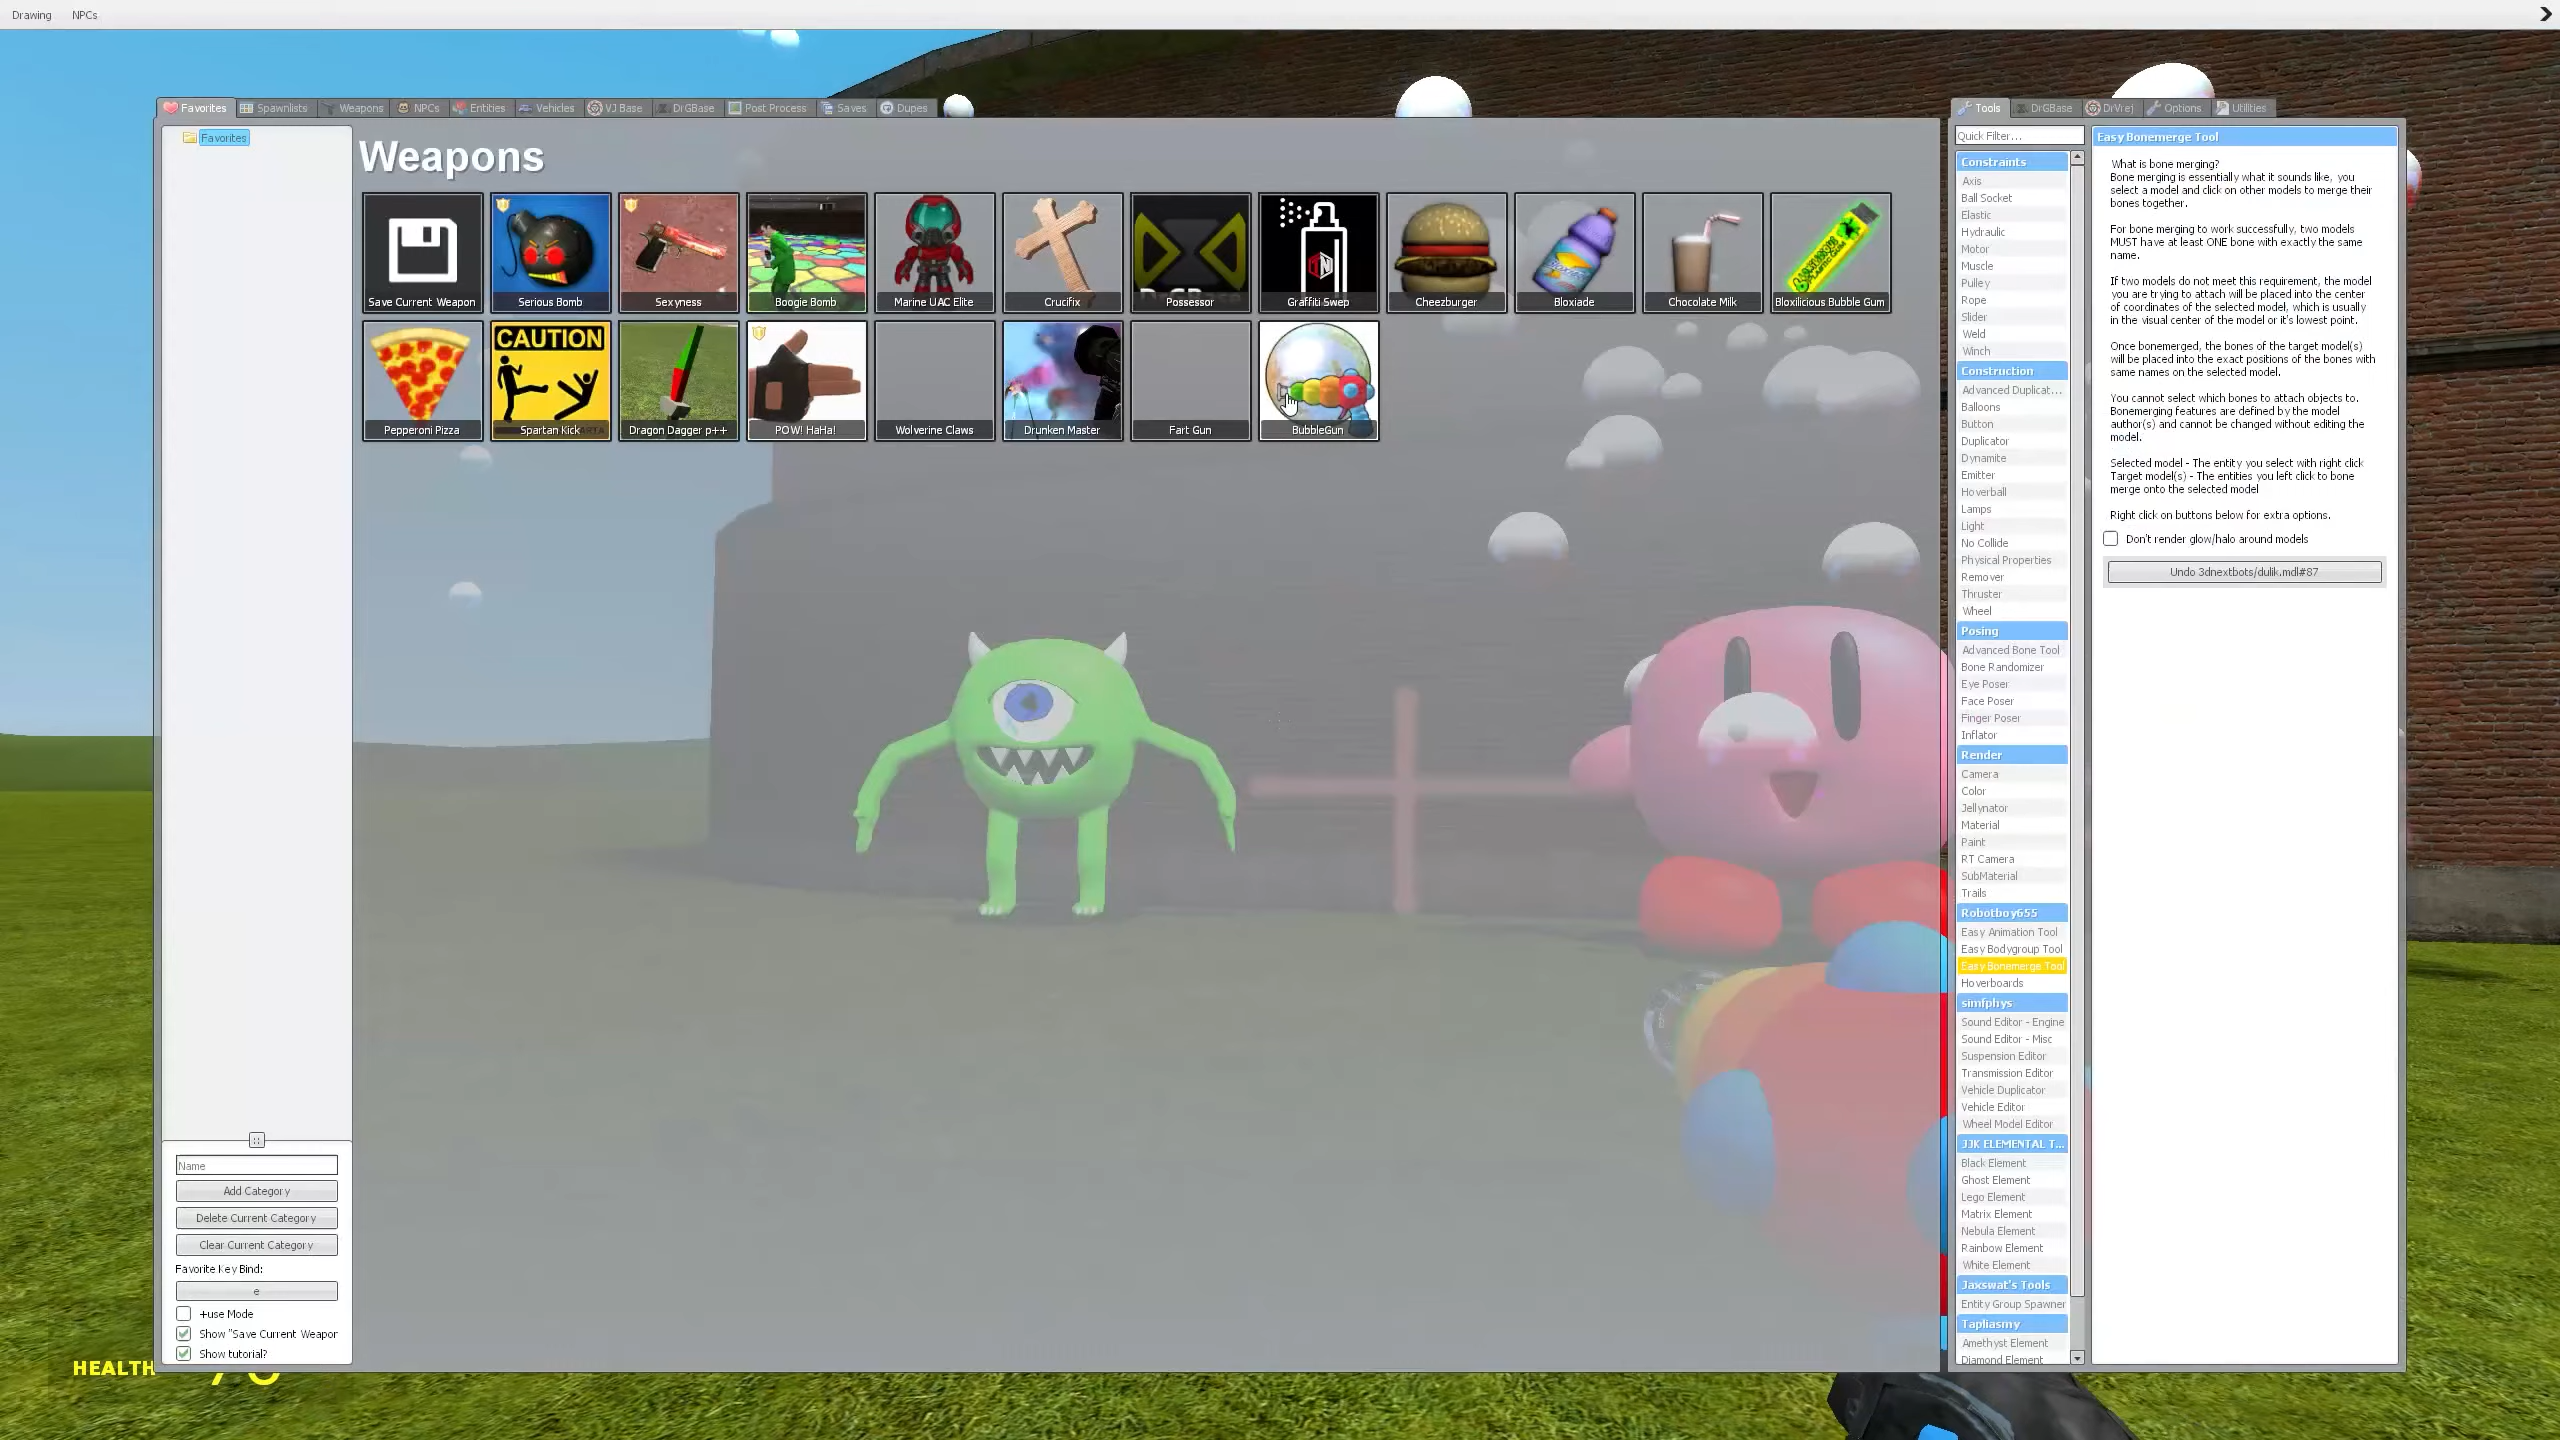 Drawing NPCs
Favorites Spawnlists Weapons NPCs Entities Vehicles VJ Base DrGBase Post Process Saves Dupes
Favorites
Weapons
Save Current Weapon
Serious Bomb
Sexyness
Boogie Bomb
Marine UAC Elite
Crucifix
Possessor
Graffiti Swep
Cheezburger
Bloxiade
Chocolate Milk
Bloxilicious Bubble Gum
Pepperoni Pizza
CAUTION
Spartan Kick
Dragon Dagger p++
POW! HaHa!
Wolverine Claws
Drunken Master
Fart Gun
BubbleGun
Name
Add Category
Delete Current Category
Clear Current Category
Favorite Key Bind:
e
+use Mode
Show "Save Current Weapor
Show tutorial?
HEALTH
Tools DrGBase DrVrej Options Utilities
Quick Filter...
Constraints
Axis
Ball Socket
Elastic
Hydraulic
Motor
Muscle
Pulley
Rope
Slider
Weld
Winch
Construction
Advanced Duplicat...
Balloons
Button
Duplicator
Dynamite
Emitter
Hoverball
Lamps
Light
No Collide
Physical Properties
Remover
Thruster
Wheel
Posing
Advanced Bone Tool
Bone Randomizer
Eye Poser
Face Poser
Finger Poser
Inflator
Render
Camera
Color
Jellynator
Material
Paint
RT Camera
SubMaterial
Trails
Robotboy655
Easy Animation Tool
Easy Bodygroup Tool
Easy Bonemerge Tool
Hoverboards
simfphys
Sound Editor - Engine
Sound Editor - Misc
Suspension Editor
Transmission Editor
Vehicle Duplicator
Vehicle Editor
Wheel Model Editor
JJK ELEMENTAL T...
Black Element
Ghost Element
Lego Element
Matrix Element
Nebula Element
Rainbow Element
White Element
Jaxswat's Tools
Entity Group Spawner
Tapliasmy
Amethyst Element
Diamond Element
Easy Bonemerge Tool
What is bone merging?
Bone merging is essentially what it sounds like, you
select a model and click on other models to merge their
bones together.
For bone merging to work successfully, two models
MUST have at least ONE bone with exactly the same
name.
If two models do not meet this requirement, the model
you are trying to attach will be placed into the center
of coordinates of the selected model, which is usually
in the visual center of the model or it's lowest point.
Once bonemerged, the bones of the target model(s)
will be placed into the exact positions of the bones with
same names on the selected model.
You cannot select which bones to attach objects to.
Bonemerging features are defined by the model
author(s) and cannot be changed without editing the
model.
Selected model - The entity you select with right click
Target model(s) - The entities you left click to bone
merge onto the selected model
Right click on buttons below for extra options.
Don't render glow/halo around models
Undo 3dnextbots/dulik.mdl#87